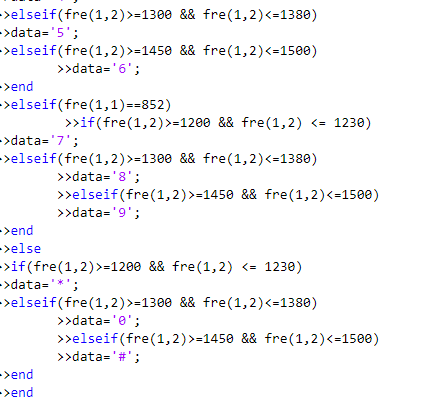 >>elseif(fre(1,2)>=1300 && fre(1,2)<=1380)
>>data='5';
>>elseif(fre(1,2)>=1450 && fre(1,2)<=1500)
>>data='6';
>>end
>>elseif(fre(1,1)==852)
>>if(fre(1,2)>=1200 && fre(1,2) <= 1230)
>>data='7';
>>elseif(fre(1,2)>=1300 && fre(1,2)<=1380)
>>data='8';
>>elseif(fre(1,2)>=1450 && fre(1,2)<=1500)
>>data='9';
>>end
>>else
>>if(fre(1,2)>=1200 && fre(1,2) <= 1230)
>>data='*';
>>elseif(fre(1,2)>=1300 && fre(1,2)<=1380)
>>data='0';
>>elseif(fre(1,2)>=1450 && fre(1,2)<=1500)
>>data='#';
>>end
>>end